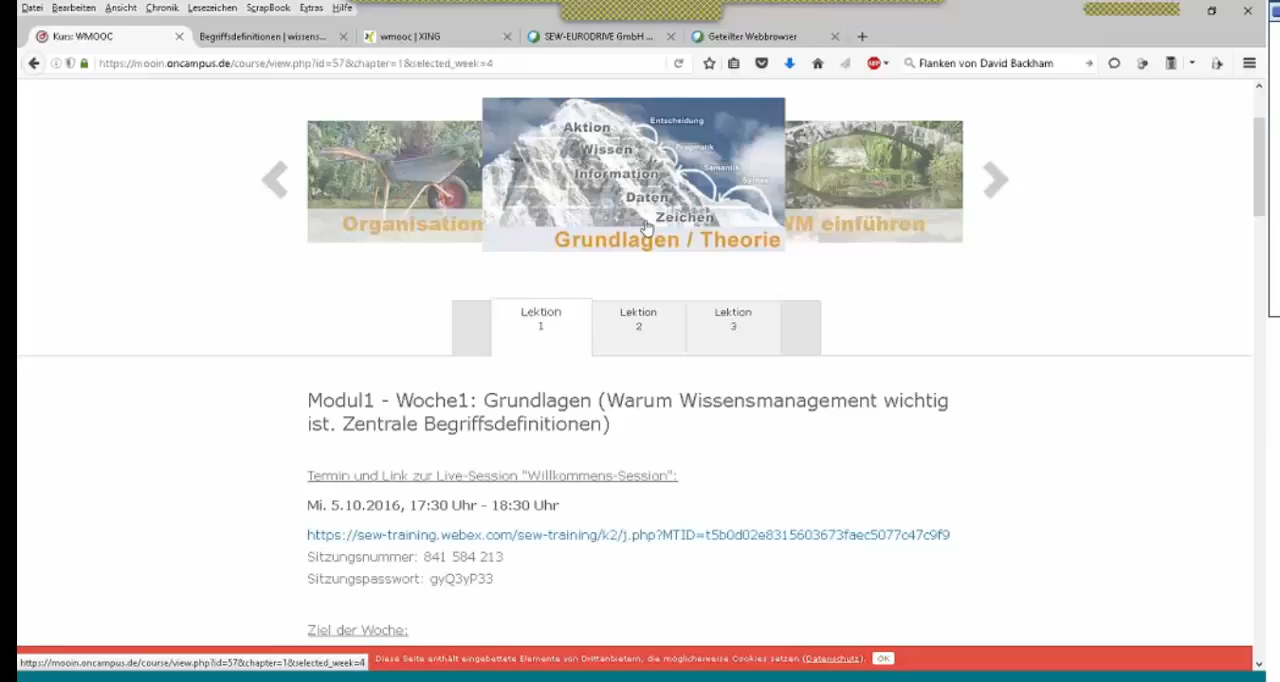 Datei Bearbeiten Ansicht Chronik Lesezeichen ScrapBook Extras Hilfe
Kurs: WMOOC
Begriffsdefinitionen | wissens...
wmooc | XING
SEW-EURODRIVE GmbH ...
Geteilter Webbrowser
https://mooin.oncampus.de/course/view.php?id=57&chapter=1&selected_week=4
Flanken von David Backham
Aktion
Entscheidung
Wissen
Pragmatik
Information
Semantik
Daten
Syntax
Zeichen
Organisation
Grundlagen / Theorie
WM einführen
Lektion
1
Lektion
2
Lektion
3
Modul1 - Woche1: Grundlagen (Warum Wissensmanagement wichtig
ist. Zentrale Begriffsdefinitionen)
Termin und Link zur Live-Session "Willkommens-Session":
Mi. 5.10.2016, 17:30 Uhr - 18:30 Uhr
https://sew-training.webex.com/sew-training/k2/j.php?MTID=t5b0d02e8315603673faec5077c47c9f9
Sitzungsnummer: 841 584 213
Sitzungspasswort: gyQ3yP33
Ziel der Woche:
https://mooin.oncampus.de/course/view.php?id=57&chapter=1&selected_week=4
Diese Seite enthält eingebettete Elemente von Drittanbietern, die möglicherweise Cookies setzen (Datenschutz).
OK